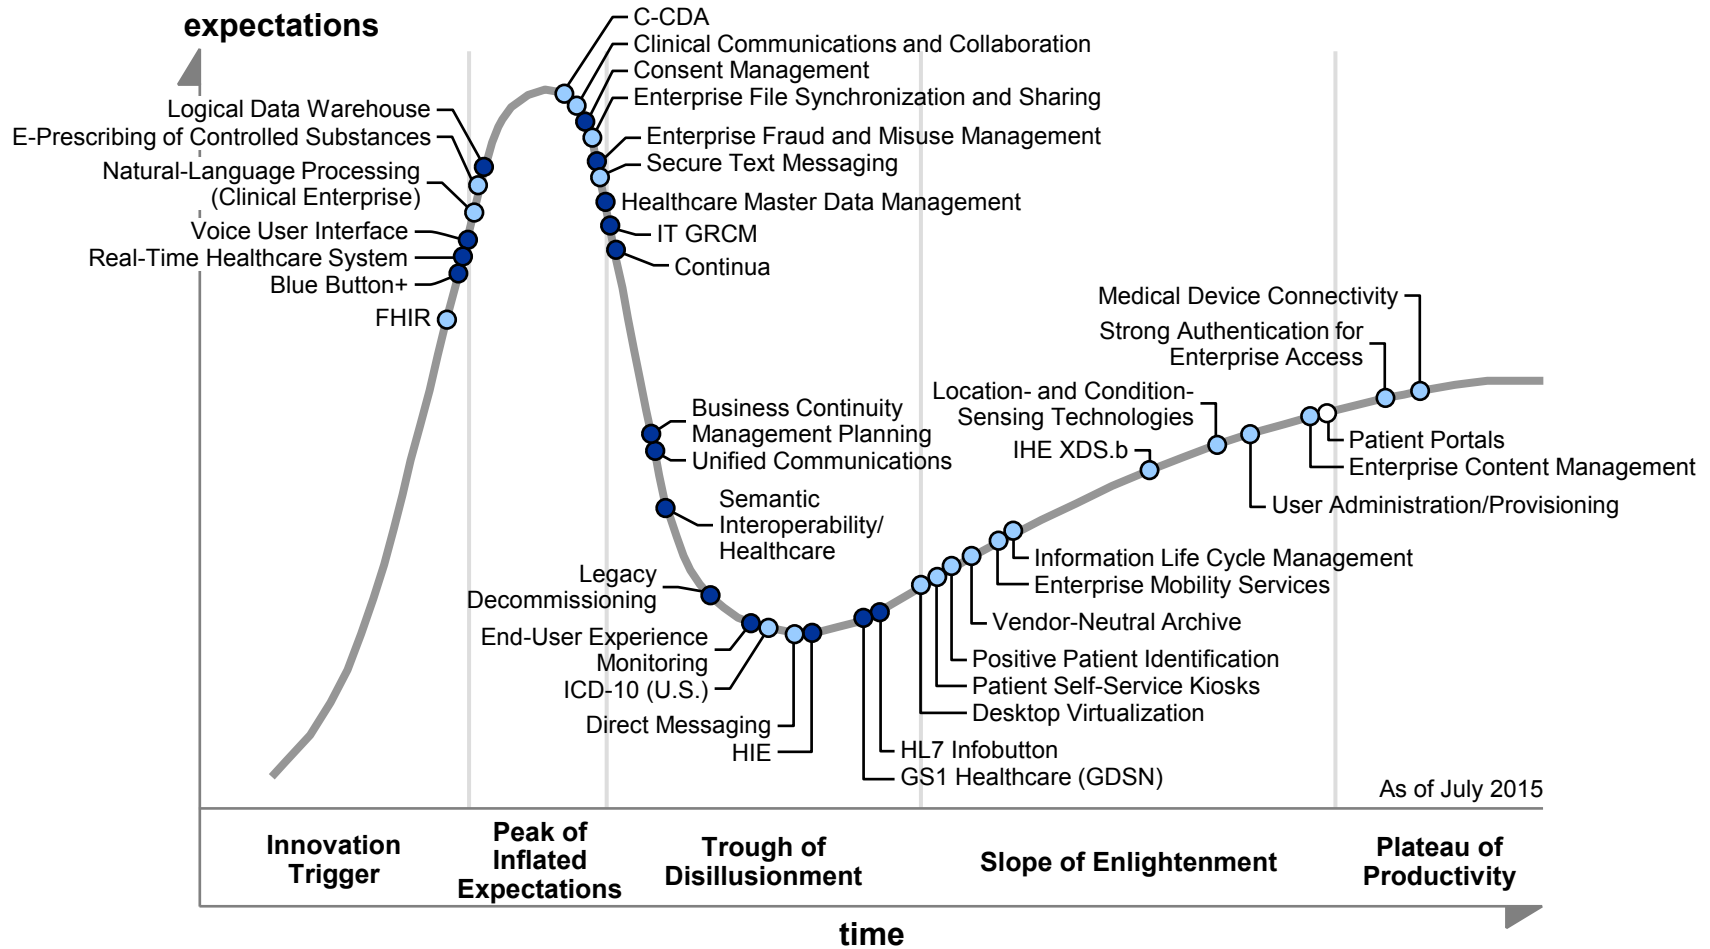 expectations
C-CDA
Clinical Communications and Collaboration
Consent Management
Enterprise File Synchronization and Sharing
Enterprise Fraud and Misuse Management
Secure Text Messaging
Healthcare Master Data Management
IT GRCM
Continua
Logical Data Warehouse
E-Prescribing of Controlled Substances
Natural-Language Processing
(Clinical Enterprise)
Voice User Interface
Real-Time Healthcare System
Blue Button+
FHIR
Business Continuity
Management Planning
Unified Communications
Semantic
Interoperability/
Healthcare
Legacy
Decommissioning
End-User Experience
Monitoring
ICD-10 (U.S.)
Direct Messaging
HIE
HL7 Infobutton
GS1 Healthcare (GDSN)
Medical Device Connectivity
Strong Authentication for
Enterprise Access
Location- and Condition-
Sensing Technologies
IHE XDS.b
Patient Portals
Enterprise Content Management
User Administration/Provisioning
Information Life Cycle Management
Enterprise Mobility Services
Vendor-Neutral Archive
Positive Patient Identification
Patient Self-Service Kiosks
Desktop Virtualization
As of July 2015
Innovation
Trigger
Peak of
Inflated
Expectations
Trough of
Disillusionment
Slope of Enlightenment
Plateau of
Productivity
time